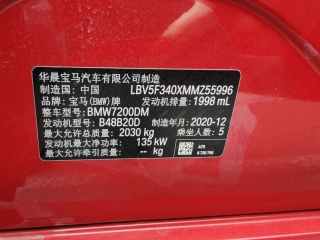 华晨宝马汽车有限公司制造
制造国：中国 LBV5F340XMMZ55996
品牌：宝马(BMW)牌 发动机排量：1998 mL
整车型号：BMW7200DM
发动机型号：B48B20D 制造年月：2020-12
最大允许总质量：2030 kg 乘坐人数：5
发动机最大净功率：135 kW
最大允许牵引质量：-- kg